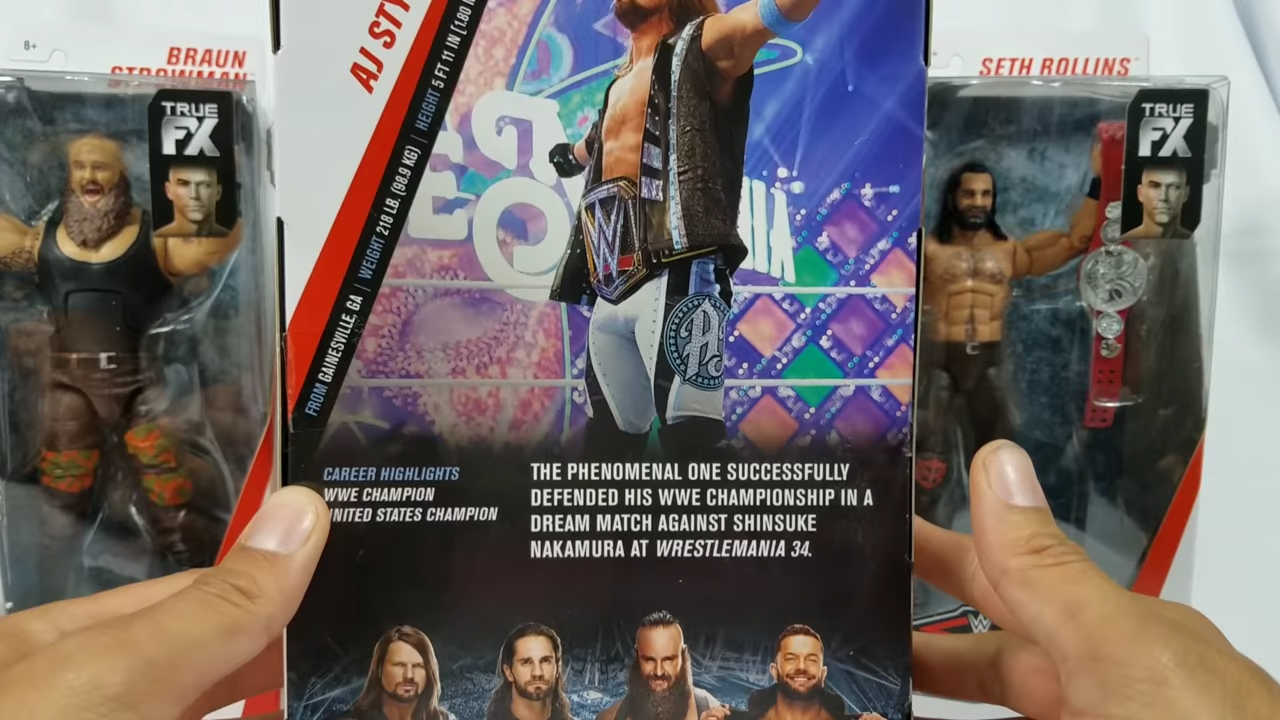 8+
BRAUN
STROWMAN
TRUE
FX
AJ STY
FROM GAINESVILLE, GA | WEIGHT 218 LB. (98.9 KG) | HEIGHT 5 FT 11 IN [1.80 M
W
CAREER HIGHLIGHTS
WWE CHAMPION
UNITED STATES CHAMPION
THE PHENOMENAL ONE SUCCESSFULLY
DEFENDED HIS WWE CHAMPIONSHIP IN A
DREAM MATCH AGAINST SHINSUKE
NAKAMURA AT WRESTLEMANIA 34.
SETH ROLLINS
TRUE
FX